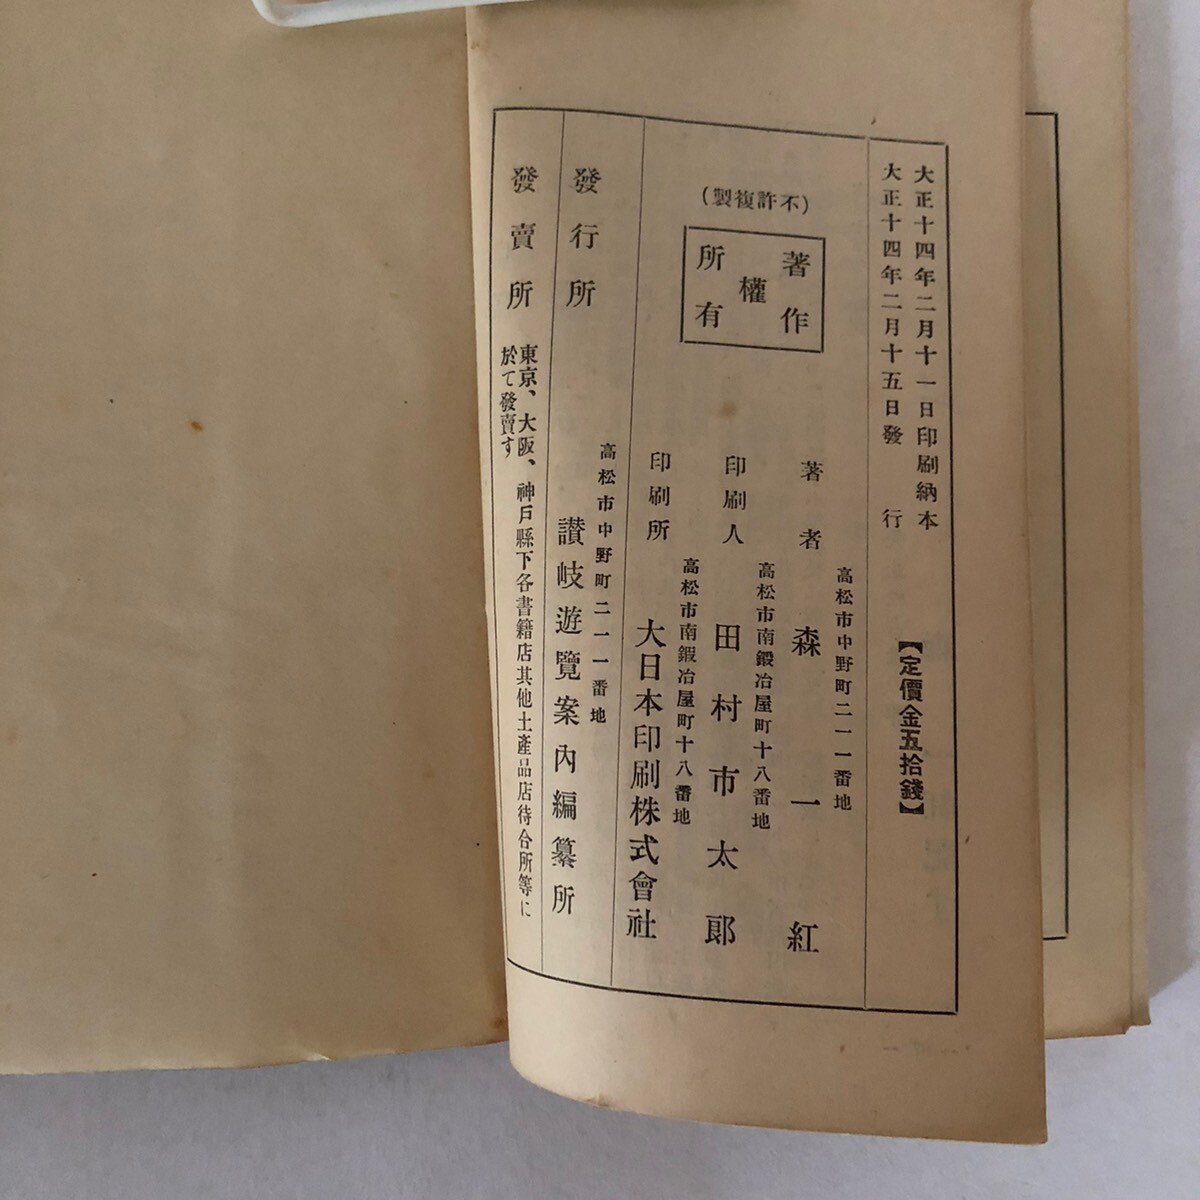 大正十四年二月十一日印刷納本
大正十四年二月十五日發行
【定價金五拾錢】
(不許複製)
著作
權
所有
高松市中野町二一一番地
著者 森一紅
高松市南鍛冶屋町十八番地
印刷人 田村市太郎
高松市南鍛冶屋町十八番地
印刷所 大日本印刷株式會社
高松市中野町二一一番地
發行所 讃岐遊覽案內編纂所
發賣所 東京、大阪、神戶縣下各書籍店其他土產品店待合所等に
於て發賣す